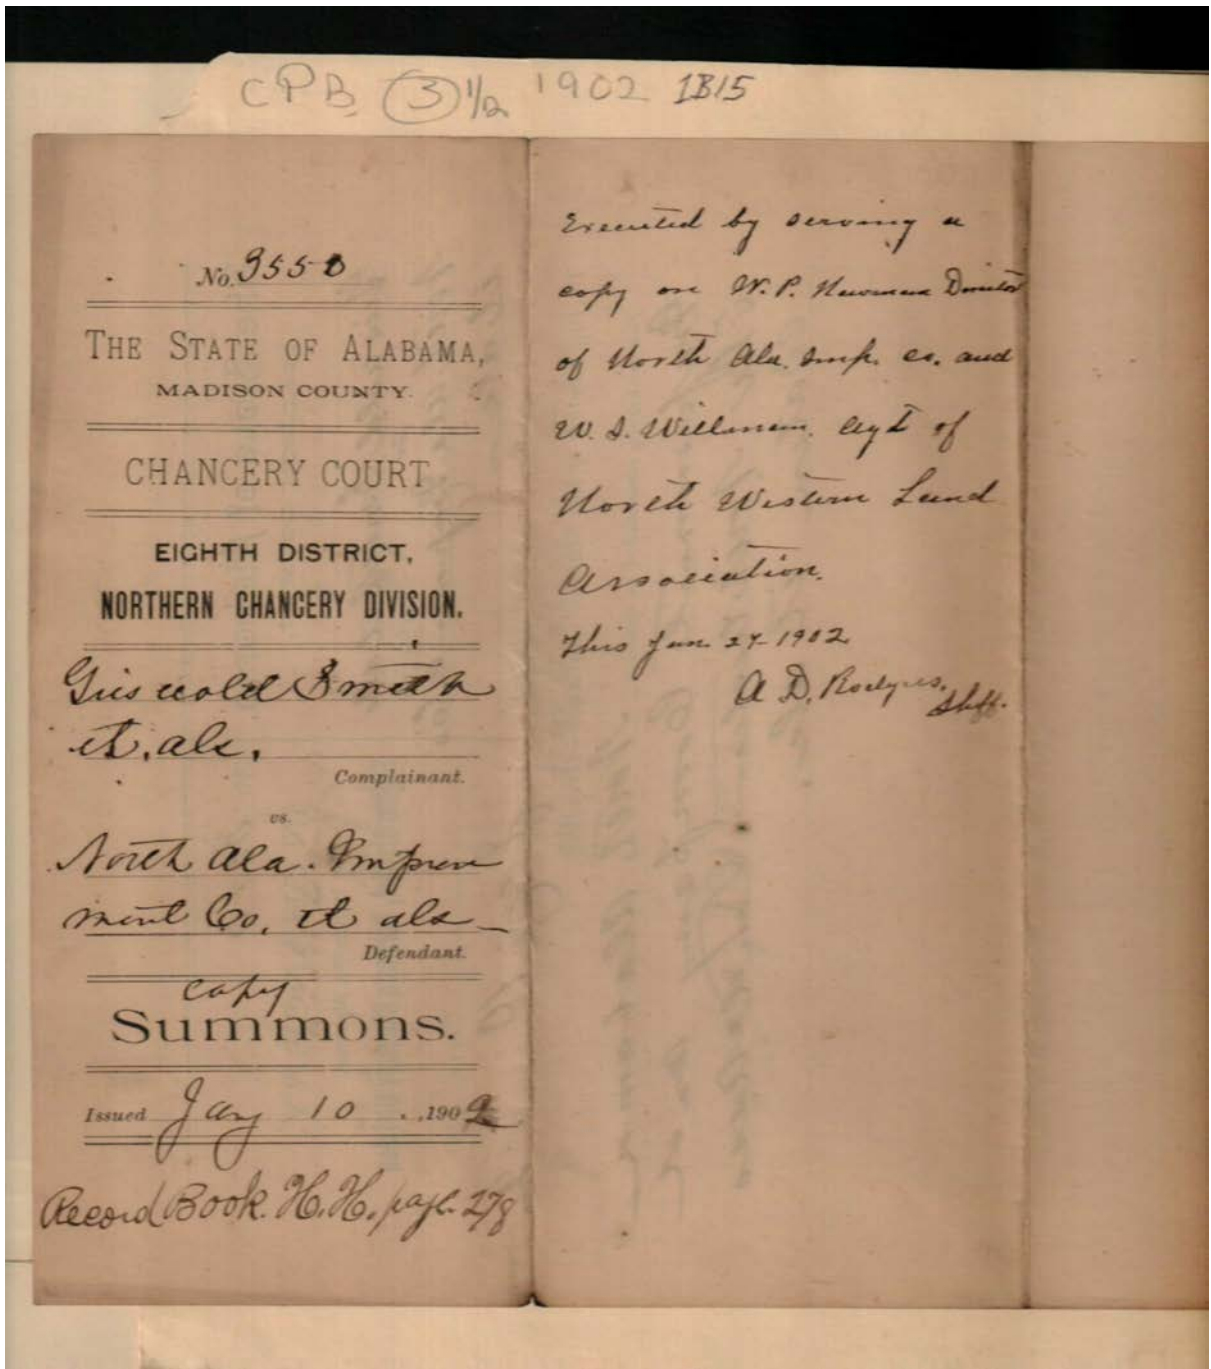 CPB (3) 1/2 1902 1B15
No. 3550
THE STATE OF ALABAMA,
MADISON COUNTY.
CHANCERY COURT
EIGHTH DISTRICT,
NORTHERN CHANCERY DIVISION.
Griswold Smith
et. als.
Complainant.
vs.
North Ala. Improve
ment Co, et als
Defendant.
copy
Summons.
Issued Jany 10 1902
Record Book. H.H. page. 278
Executed by serving a
copy on W. P. Newman Director
of North Ala. Imp. co. and
W. I. Wellman. Agt of
North Western Land
Association.
This Jan. 27 1902
A D. Rodgers. Shff.